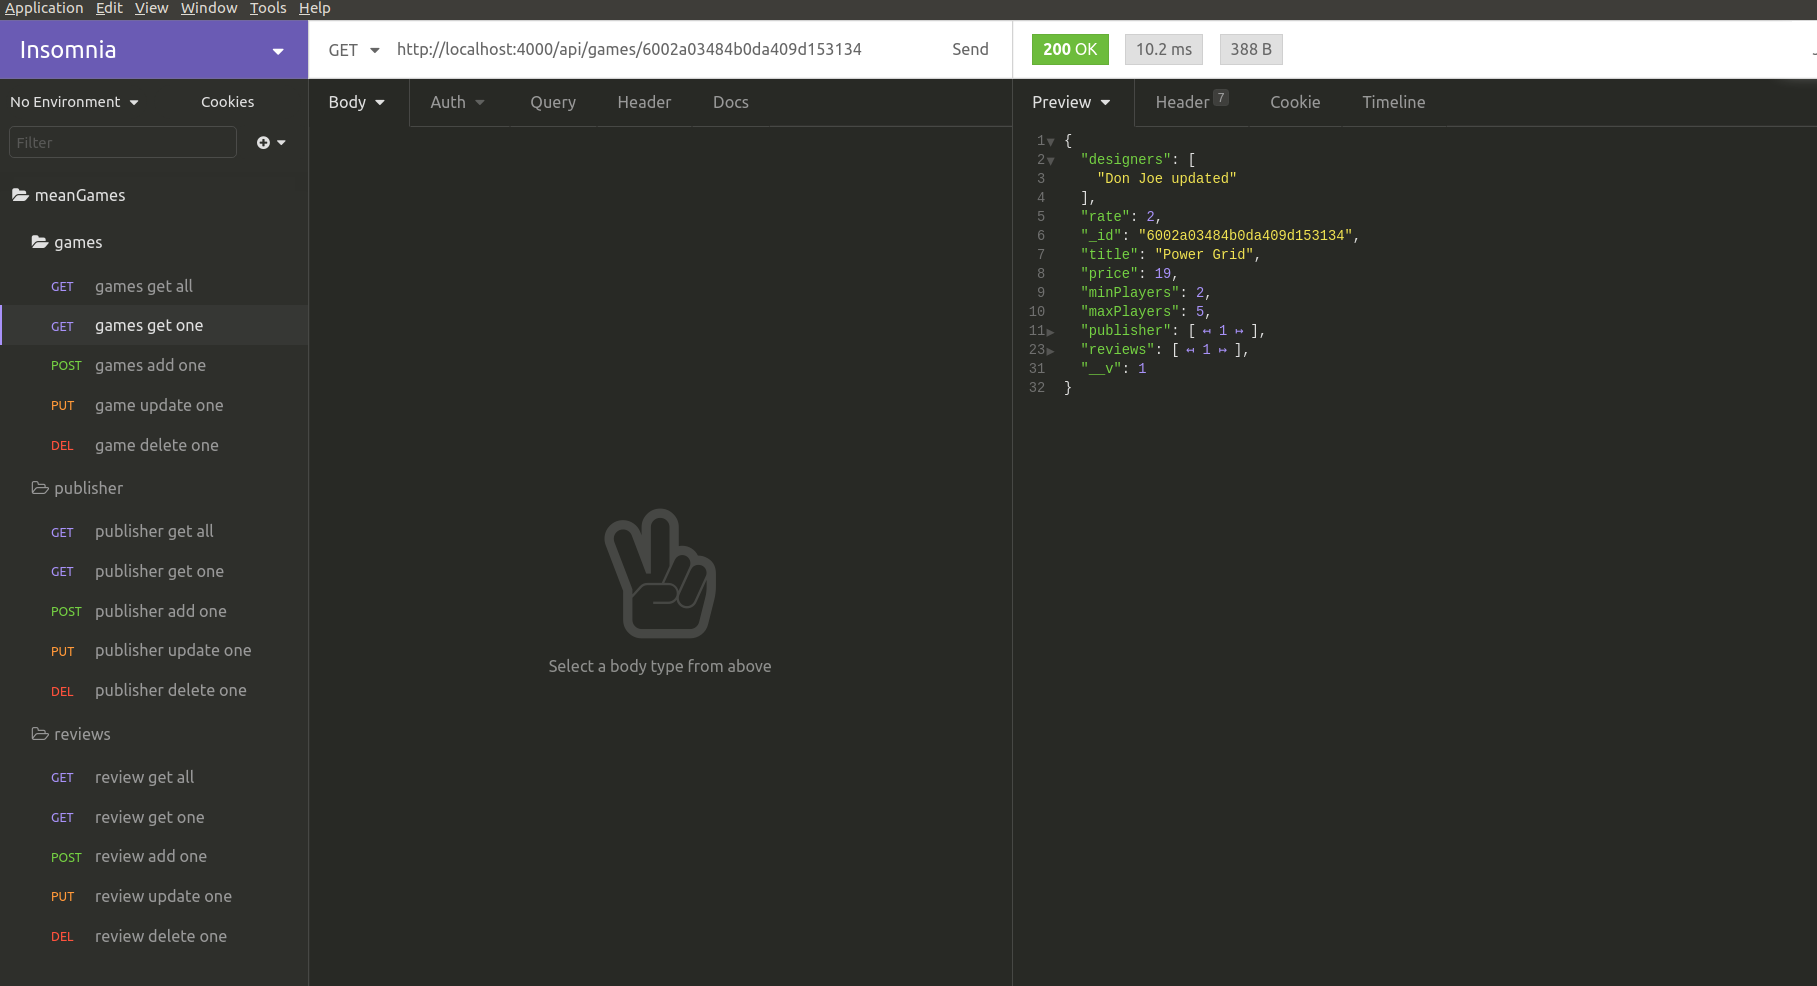 Application Edit View Window Tools Help
Insomnia
GET http://localhost:4000/api/games/6002a03484b0da409d153134 Send
200 OK 10.2 ms 388 B
No Environment Cookies
Filter
meanGames
games
GET games get all
GET games get one
POST games add one
PUT game update one
DEL game delete one
publisher
GET publisher get all
GET publisher get one
POST publisher add one
PUT publisher update one
DEL publisher delete one
reviews
GET review get all
GET review get one
POST review add one
PUT review update one
DEL review delete one
Body Auth Query Header Docs
Select a body type from above
Preview Header 7 Cookie Timeline
1 {
2 "designers": [
3 "Don Joe updated"
4 ],
5 "rate": 2,
6 "_id": "6002a03484b0da409d153134",
7 "title": "Power Grid",
8 "price": 19,
9 "minPlayers": 2,
10 "maxPlayers": 5,
11 "publisher": [ ↤ 1 ↦ ],
23 "reviews": [ ↤ 1 ↦ ],
31 "__v": 1
32 }